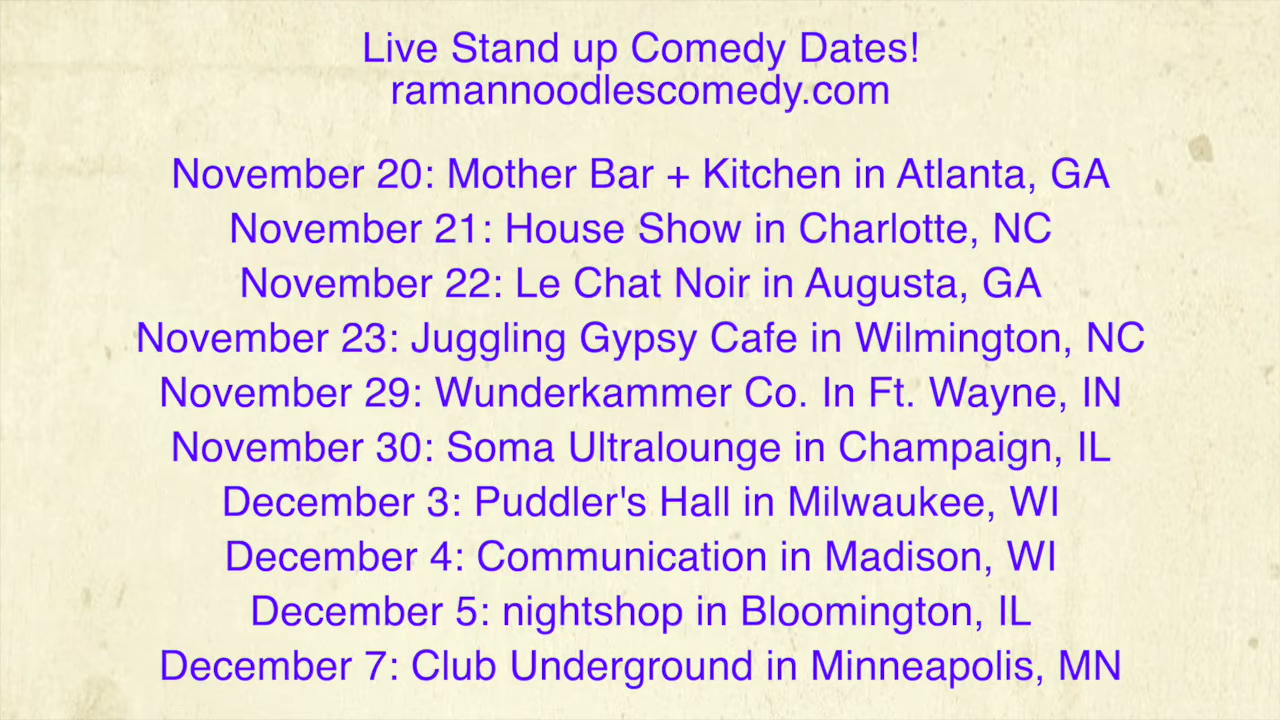 Live Stand up Comedy Dates!
ramannoodlescomedy.com
November 20: Mother Bar + Kitchen in Atlanta, GA
November 21: House Show in Charlotte, NC
November 22: Le Chat Noir in Augusta, GA
November 23: Juggling Gypsy Cafe in Wilmington, NC
November 29: Wunderkammer Co. In Ft. Wayne, IN
November 30: Soma Ultralounge in Champaign, IL
December 3: Puddler's Hall in Milwaukee, WI
December 4: Communication in Madison, WI
December 5: nightshop in Bloomington, IL
December 7: Club Underground in Minneapolis, MN